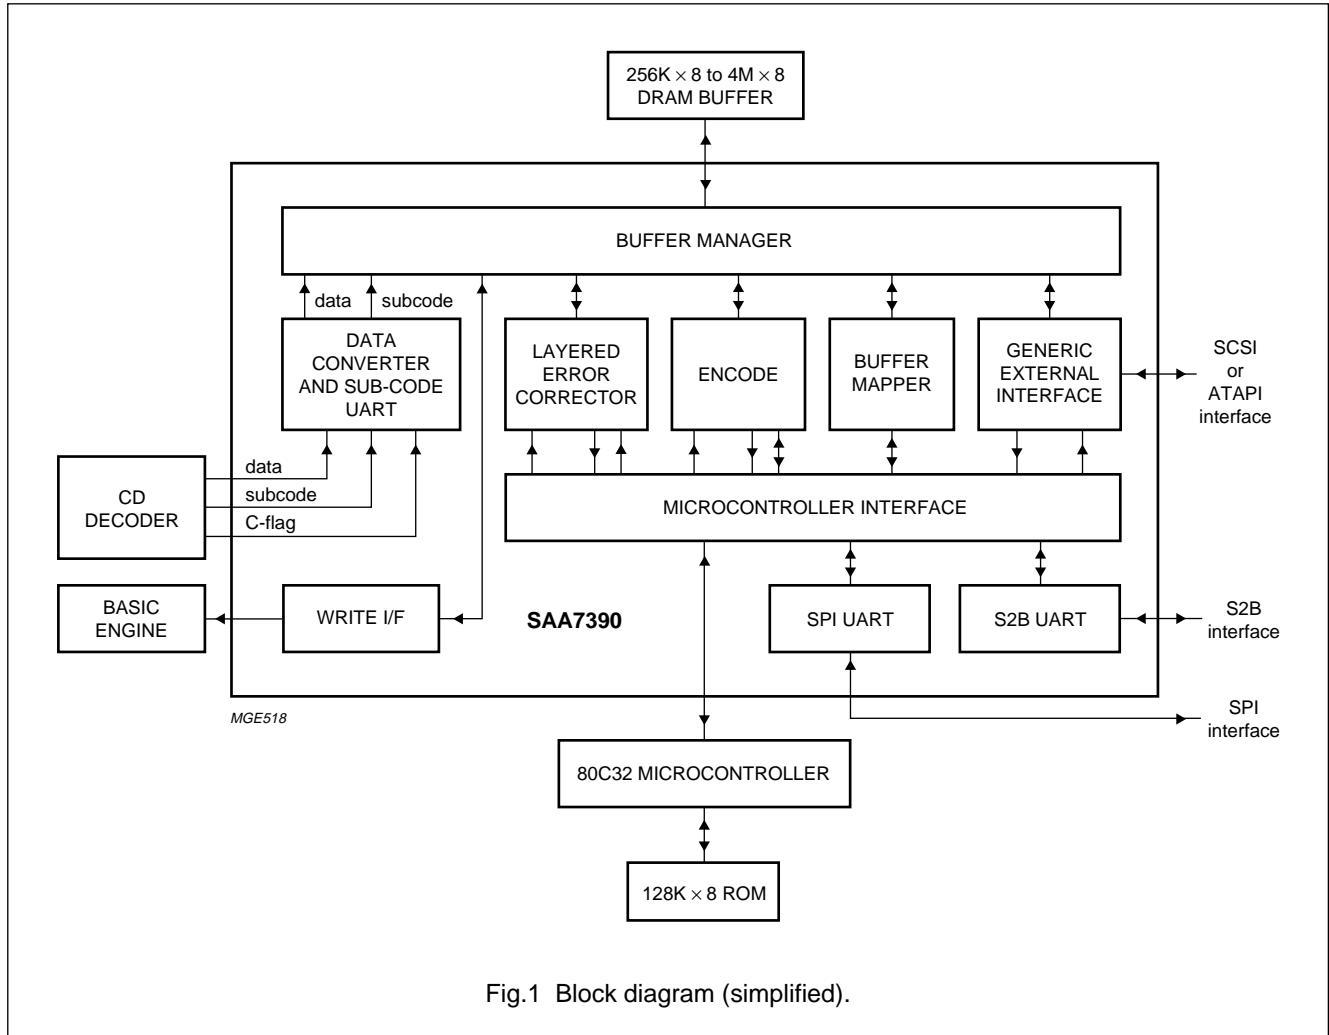 256K × 8 to 4M × 8
DRAM BUFFER
BUFFER MANAGER
data
subcode
DATA
CONVERTER
AND SUB-CODE
UART
LAYERED
ERROR
CORRECTOR
ENCODE
BUFFER
MAPPER
GENERIC
EXTERNAL
INTERFACE
SCSI
or
ATAPI
interface
CD
DECODER
data
subcode
C-flag
MICROCONTROLLER INTERFACE
BASIC
ENGINE
WRITE I/F
SAA7390
SPI UART
S2B UART
S2B
interface
SPI
interface
MGE518
80C32 MICROCONTROLLER
128K × 8 ROM
Fig.1 Block diagram (simplified).